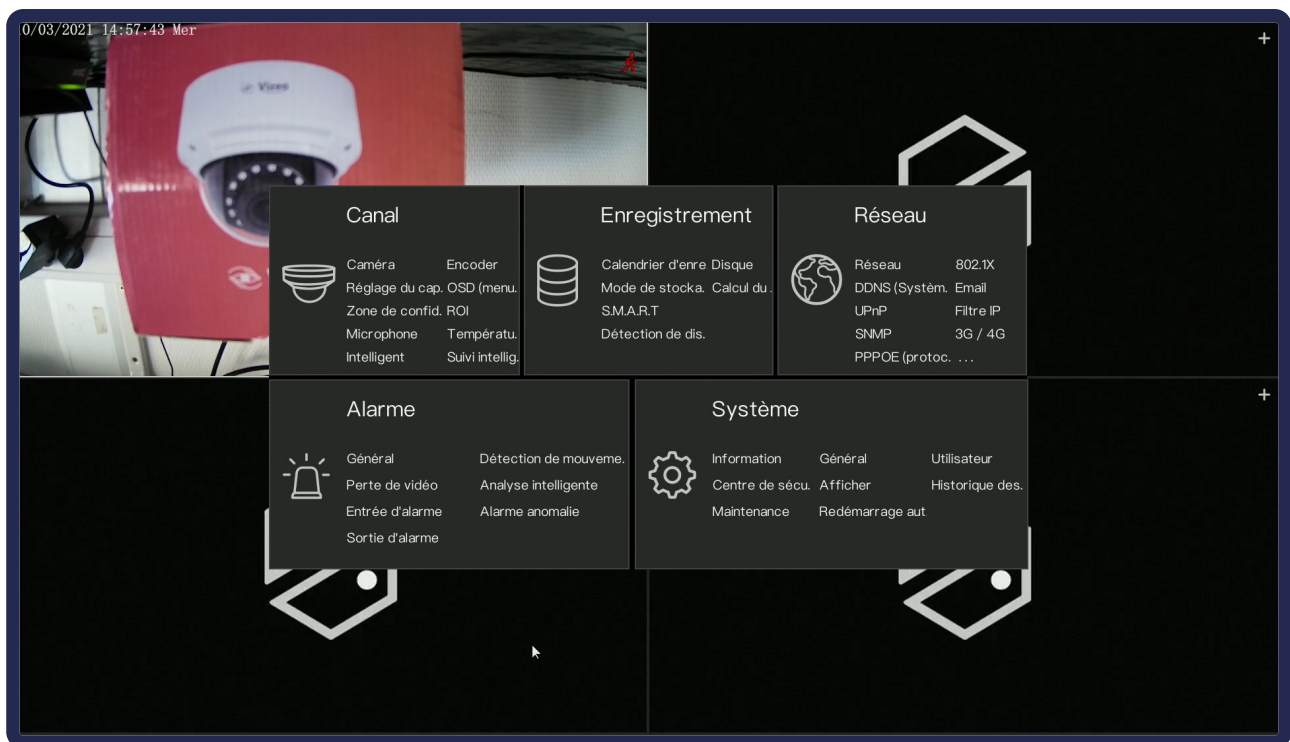 0/03/2021 14:57:43 Mer
Vizeo
Canal
Caméra Encoder
Réglage du cap. OSD (menu.
Zone de confid. ROI
Microphone Températu.
Intelligent Suivi intellig.
Enregistrement
Calendrier d'enre Disque
Mode de stocka. Calcul du .
S.M.A.R.T
Détection de dis.
Réseau
Réseau 802.1X
DDNS (Systèm. Email
UPnP Filtre IP
SNMP 3G / 4G
PPPOE (protoc. ...
Alarme
Général Détection de mouveme.
Perte de vidéo Analyse intelligente
Entrée d'alarme Alarme anomalie
Sortie d'alarme
Système
Information Général Utilisateur
Centre de sécu. Afficher Historique des.
Maintenance Redémarrage aut